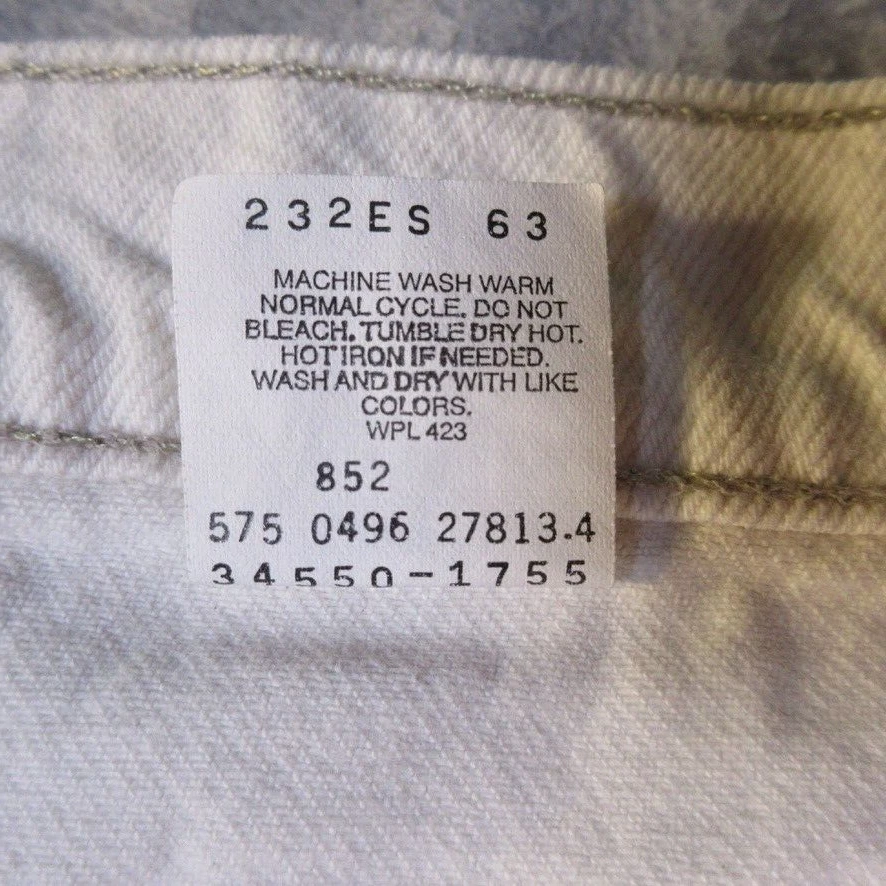 232ES 63
MACHINE WASH WARM
NORMAL CYCLE. DO NOT
BLEACH. TUMBLE DRY HOT.
HOT IRON IF NEEDED.
WASH AND DRY WITH LIKE
COLORS.
WPL 423
852
575 0496 27813.4
34550-1755